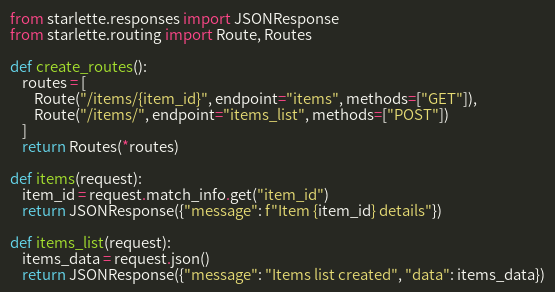 from starlette.responses import JSONResponse
from starlette.routing import Route, Routes

def create_routes():
    routes = [
        Route("/items/{item_id}", endpoint="items", methods=["GET"]),
        Route("/items/", endpoint="items_list", methods=["POST"])
    ]
    return Routes(*routes)

def items(request):
    item_id = request.match_info.get("item_id")
    return JSONResponse({"message": f"Item {item_id} details"})

def items_list(request):
    items_data = request.json()
    return JSONResponse({"message": "Items list created", "data": items_data})